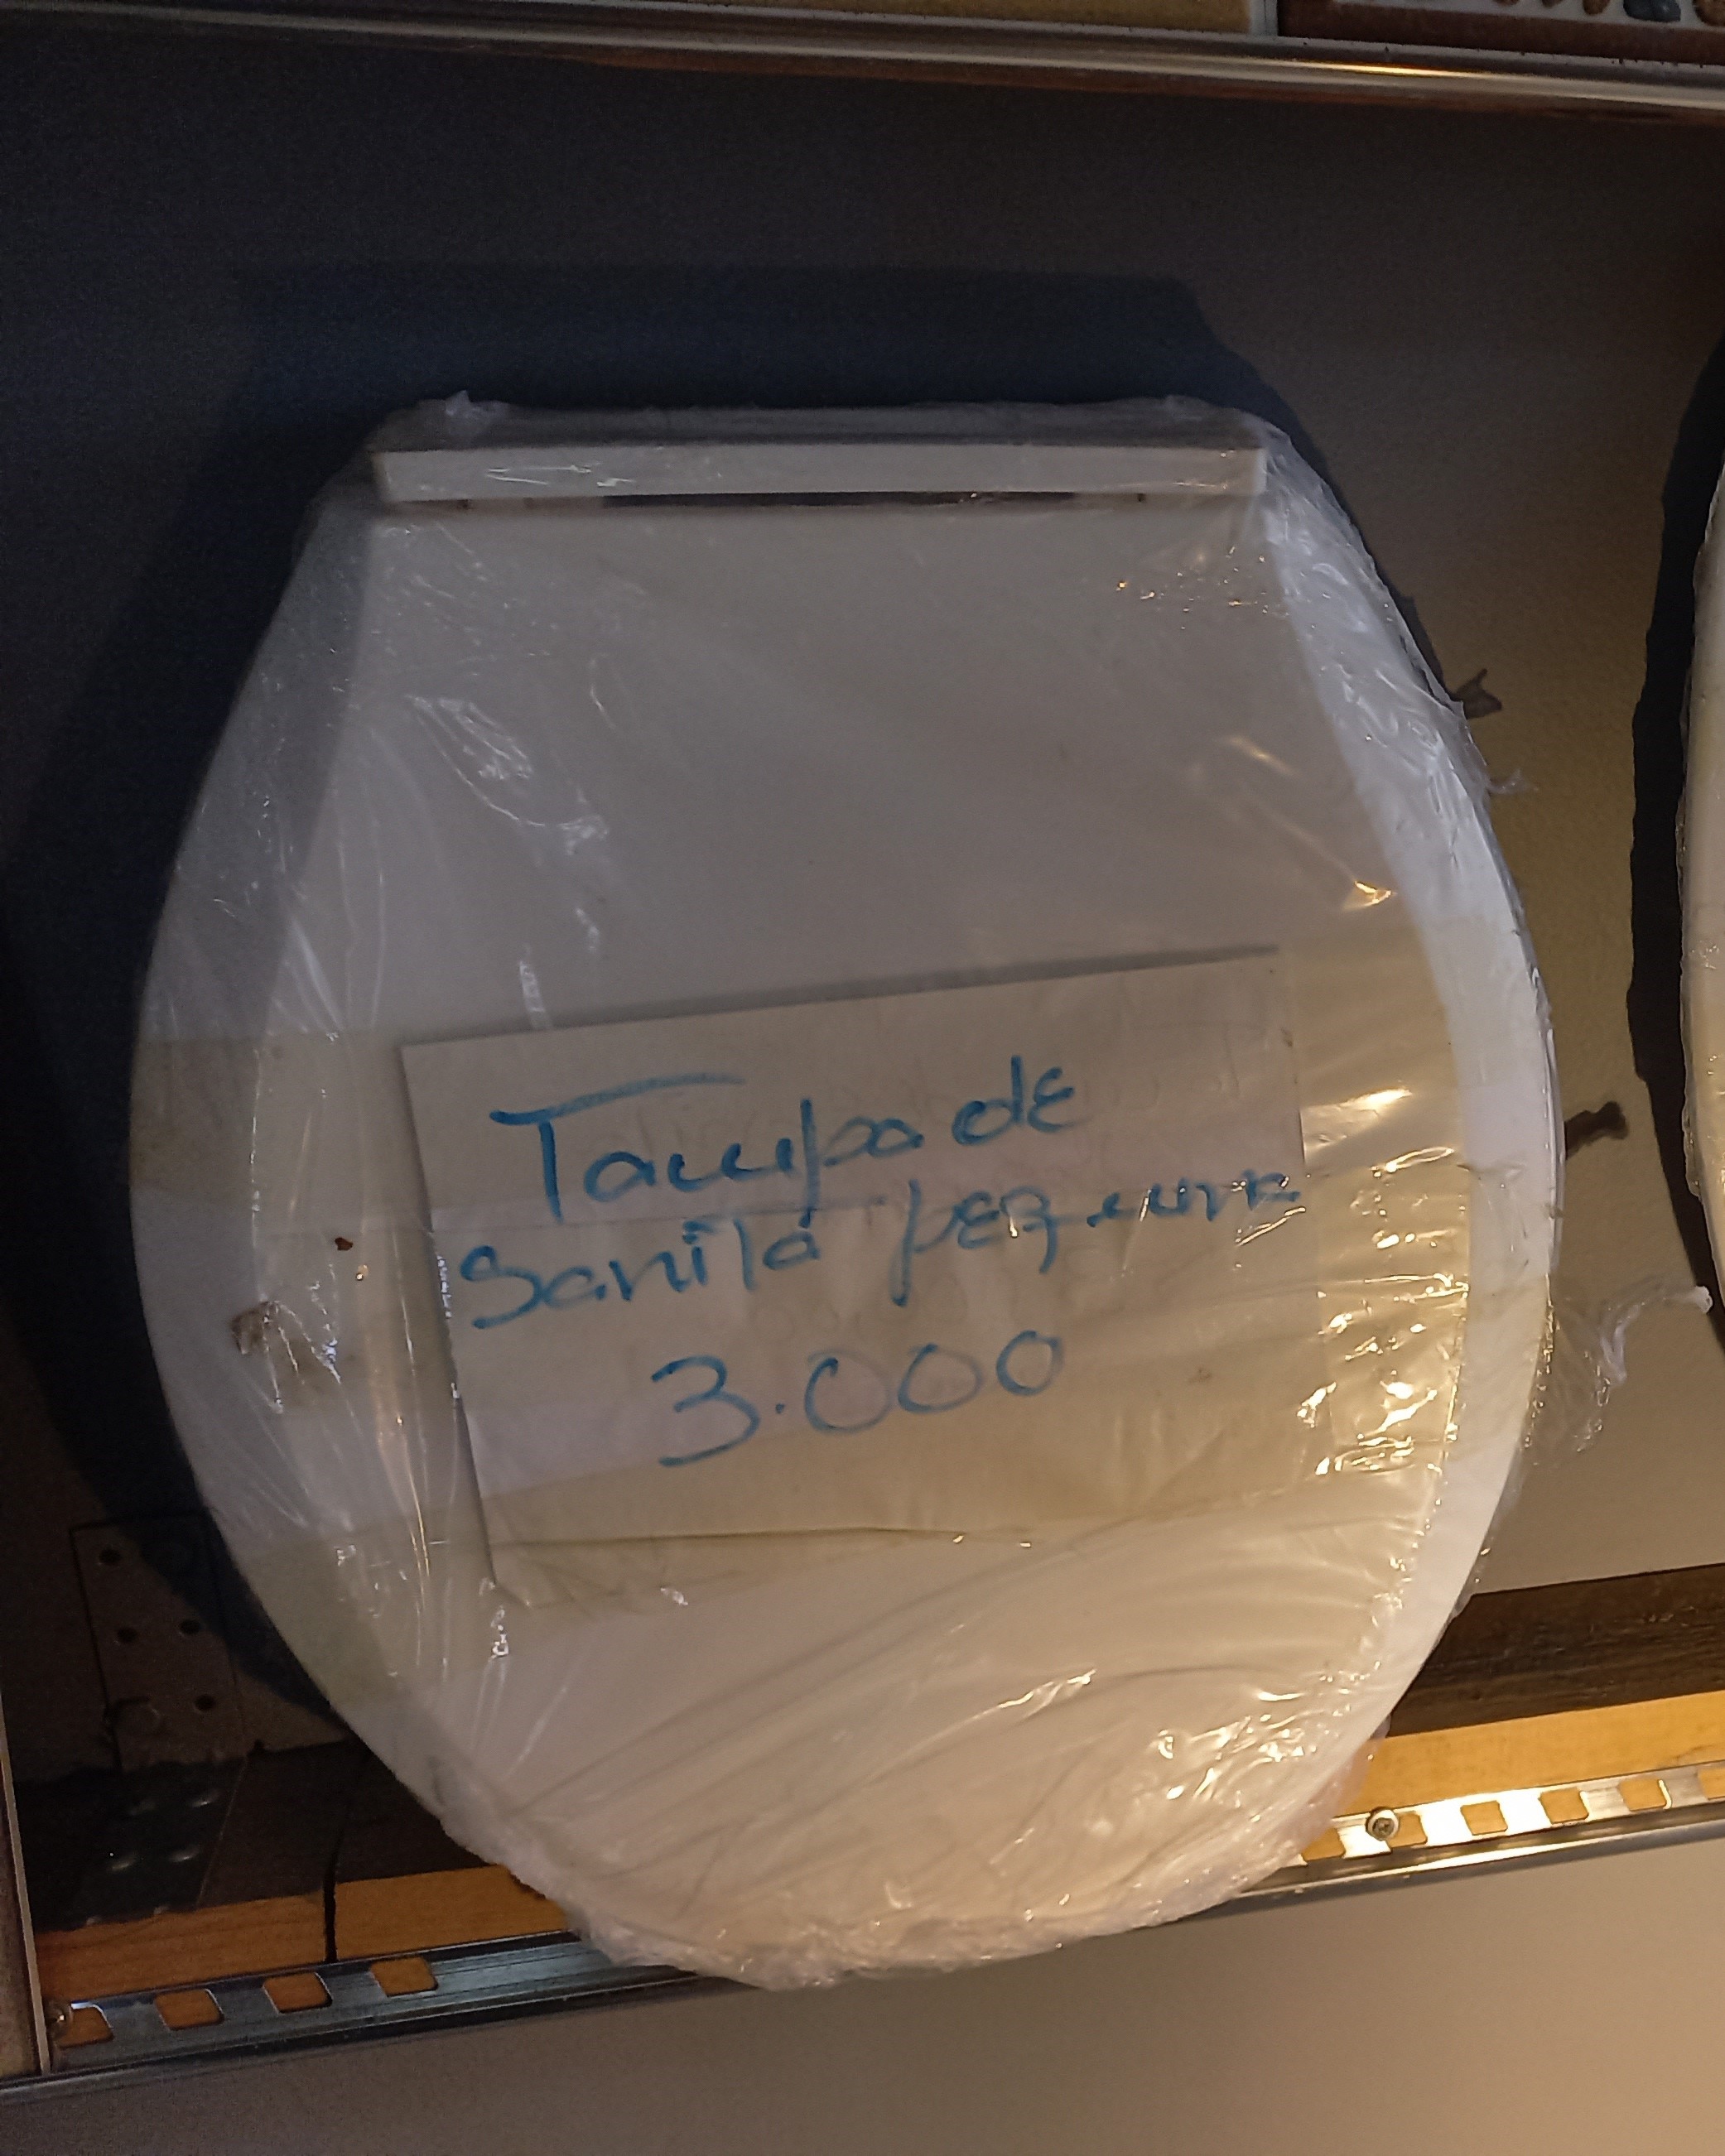 Tampa de
Sanita pequena
3.000